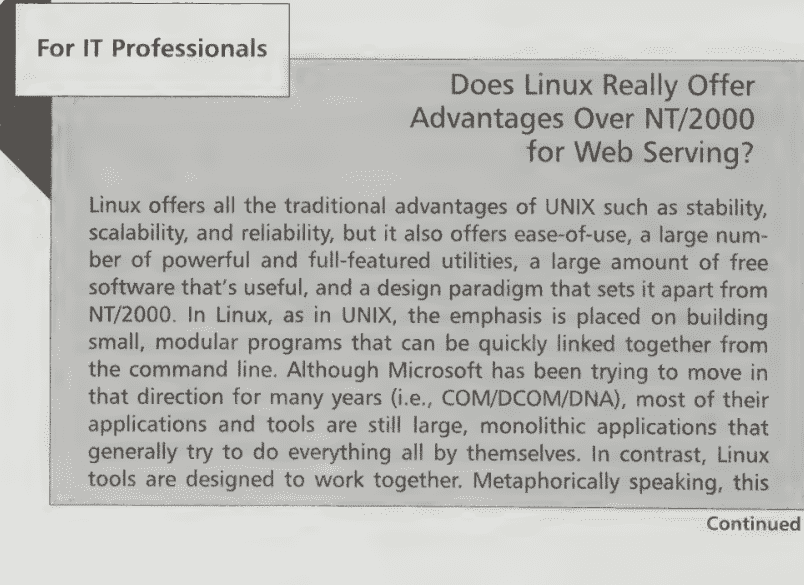 For IT Professionals
Does Linux Really Offer
Advantages Over NT/2000
for Web Serving?
Linux offers all the traditional advantages of UNIX such as stability,
scalability, and reliability, but it also offers ease-of-use, a large num-
ber of powerful and full-featured utilities, a large amount of free
software that's useful, and a design paradigm that sets it apart from
NT/2000. In Linux, as in UNIX, the emphasis is placed on building
small, modular programs that can be quickly linked together from
the command line. Although Microsoft has been trying to move in
that direction for many years (i.e., COM/DCOM/DNA), most of their
applications and tools are still large, monolithic applications that
generally try to do everything all by themselves. In contrast, Linux
tools are designed to work together. Metaphorically speaking, this
Continued